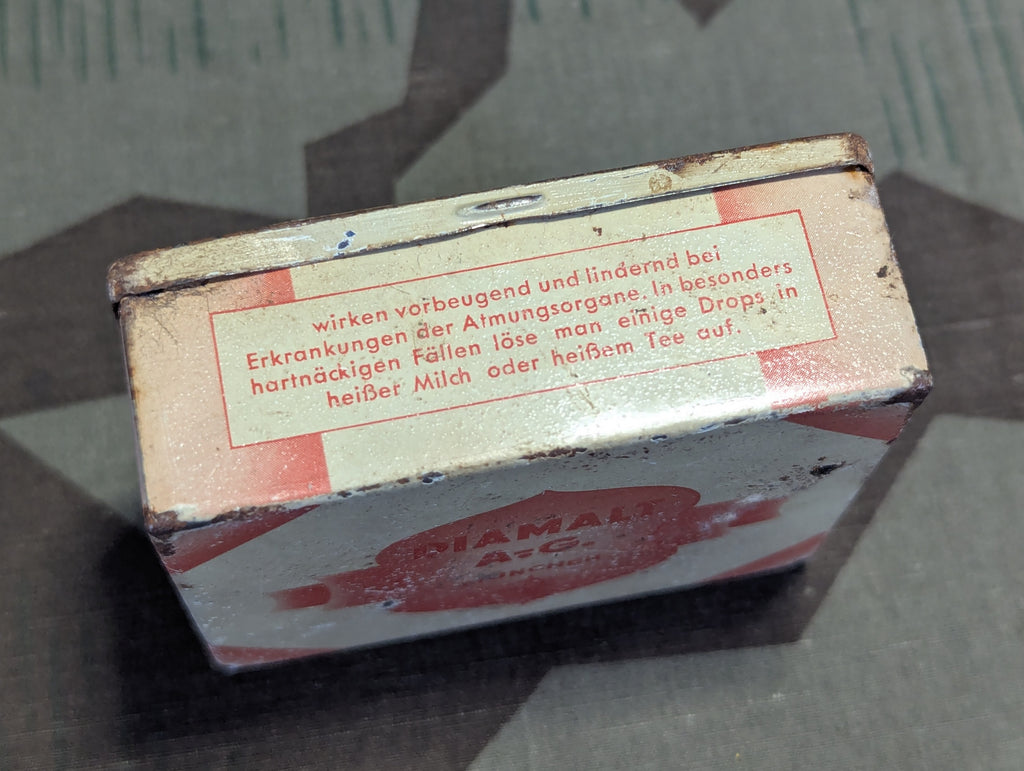 wirken vorbeugend und lindernd bei
Erkrankungen der Atmungsorgane. In besonders
hartnäckigen Fällen löse man einige Drops in
heißer Milch oder heißem Tee auf.
DIAMALT
A.-G.
MÜNCHEN